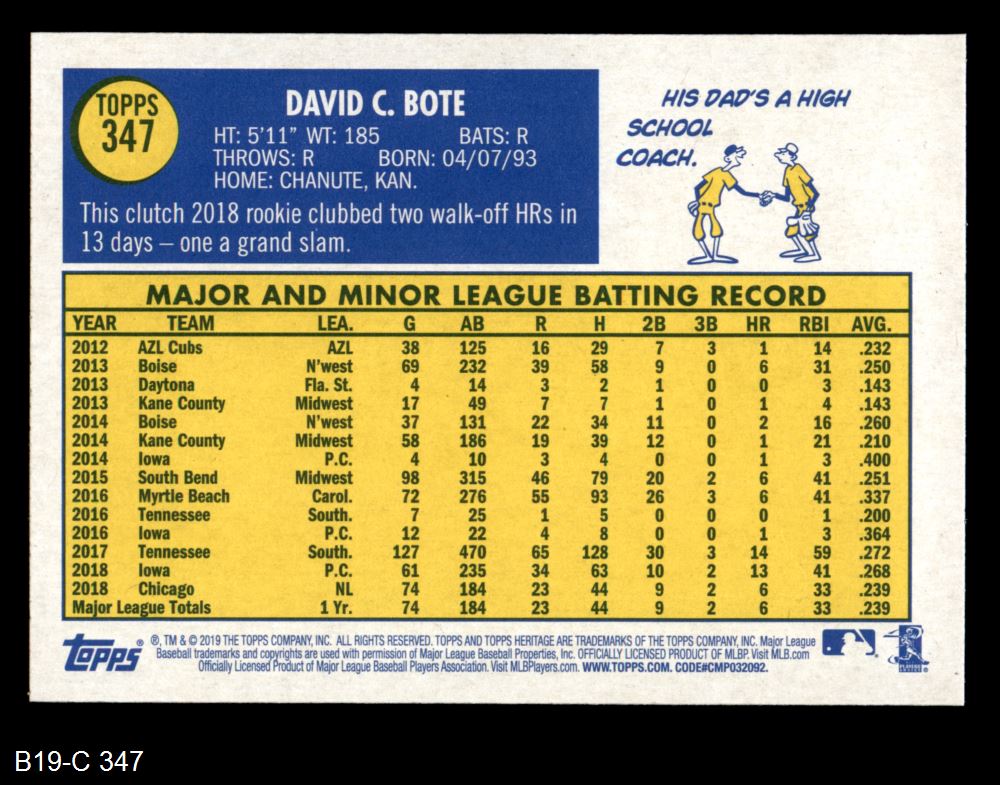 TOPPS
347
DAVID C. BOTE
HT: 5'11" WT: 185 BATS: R
THROWS: R BORN: 04/07/93
HOME: CHANUTE, KAN.
This clutch 2018 rookie clubbed two walk-off HRs in
13 days – one a grand slam.
HIS DAD'S A HIGH
SCHOOL
COACH.
MAJOR AND MINOR LEAGUE BATTING RECORD
YEAR TEAM LEA. G AB R H 2B 3B HR RBI AVG.
2012 AZL Cubs AZL 38 125 16 29 7 3 1 14 .232
2013 Boise N'west 69 232 39 58 9 0 6 31 .250
2013 Daytona Fla. St. 4 14 3 2 1 0 0 3 .143
2013 Kane County Midwest 17 49 7 7 1 0 1 4 .143
2014 Boise N'west 37 131 22 34 11 0 2 16 .260
2014 Kane County Midwest 58 186 19 39 12 0 1 21 .210
2014 Iowa P.C. 4 10 3 4 0 0 1 3 .400
2015 South Bend Midwest 98 315 46 79 20 2 6 41 .251
2016 Myrtle Beach Carol. 72 276 55 93 26 3 6 41 .337
2016 Tennessee South. 7 25 1 5 0 0 0 1 .200
2016 Iowa P.C. 12 22 4 8 0 0 1 3 .364
2017 Tennessee South. 127 470 65 128 30 3 14 59 .272
2018 Iowa P.C. 61 235 34 63 10 2 13 41 .268
2018 Chicago NL 74 184 23 44 9 2 6 33 .239
Major League Totals 1 Yr. 74 184 23 44 9 2 6 33 .239
Topps ® ®, TM & © 2019 THE TOPPS COMPANY, INC. ALL RIGHTS RESERVED. TOPPS AND TOPPS HERITAGE ARE TRADEMARKS OF THE TOPPS COMPANY, INC. Major League
Baseball trademarks and copyrights are used with permission of Major League Baseball Properties, Inc. OFFICIALLY LICENSED PRODUCT OF MLBP. Visit MLB.com
Officially Licensed Product of Major League Baseball Players Association. Visit MLBPlayers.com. WWW.TOPPS.COM. CODE#CMP032092.
B19-C 347